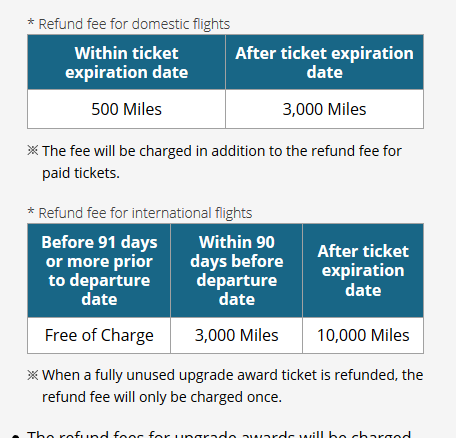 * Refund fee for domestic flights
Within ticket
expiration date
After ticket expiration
date
500 Miles
3,000 Miles
※ The fee will be charged in addition to the refund fee for
paid tickets.
* Refund fee for international flights
Before 91 days
or more prior
to departure
date
Within 90
days before
departure
date
After ticket
expiration
date
Free of Charge
3,000 Miles
10,000 Miles
※ When a fully unused upgrade award ticket is refunded, the
refund fee will only be charged once.
• The refund fees for upgrade awards will be charged